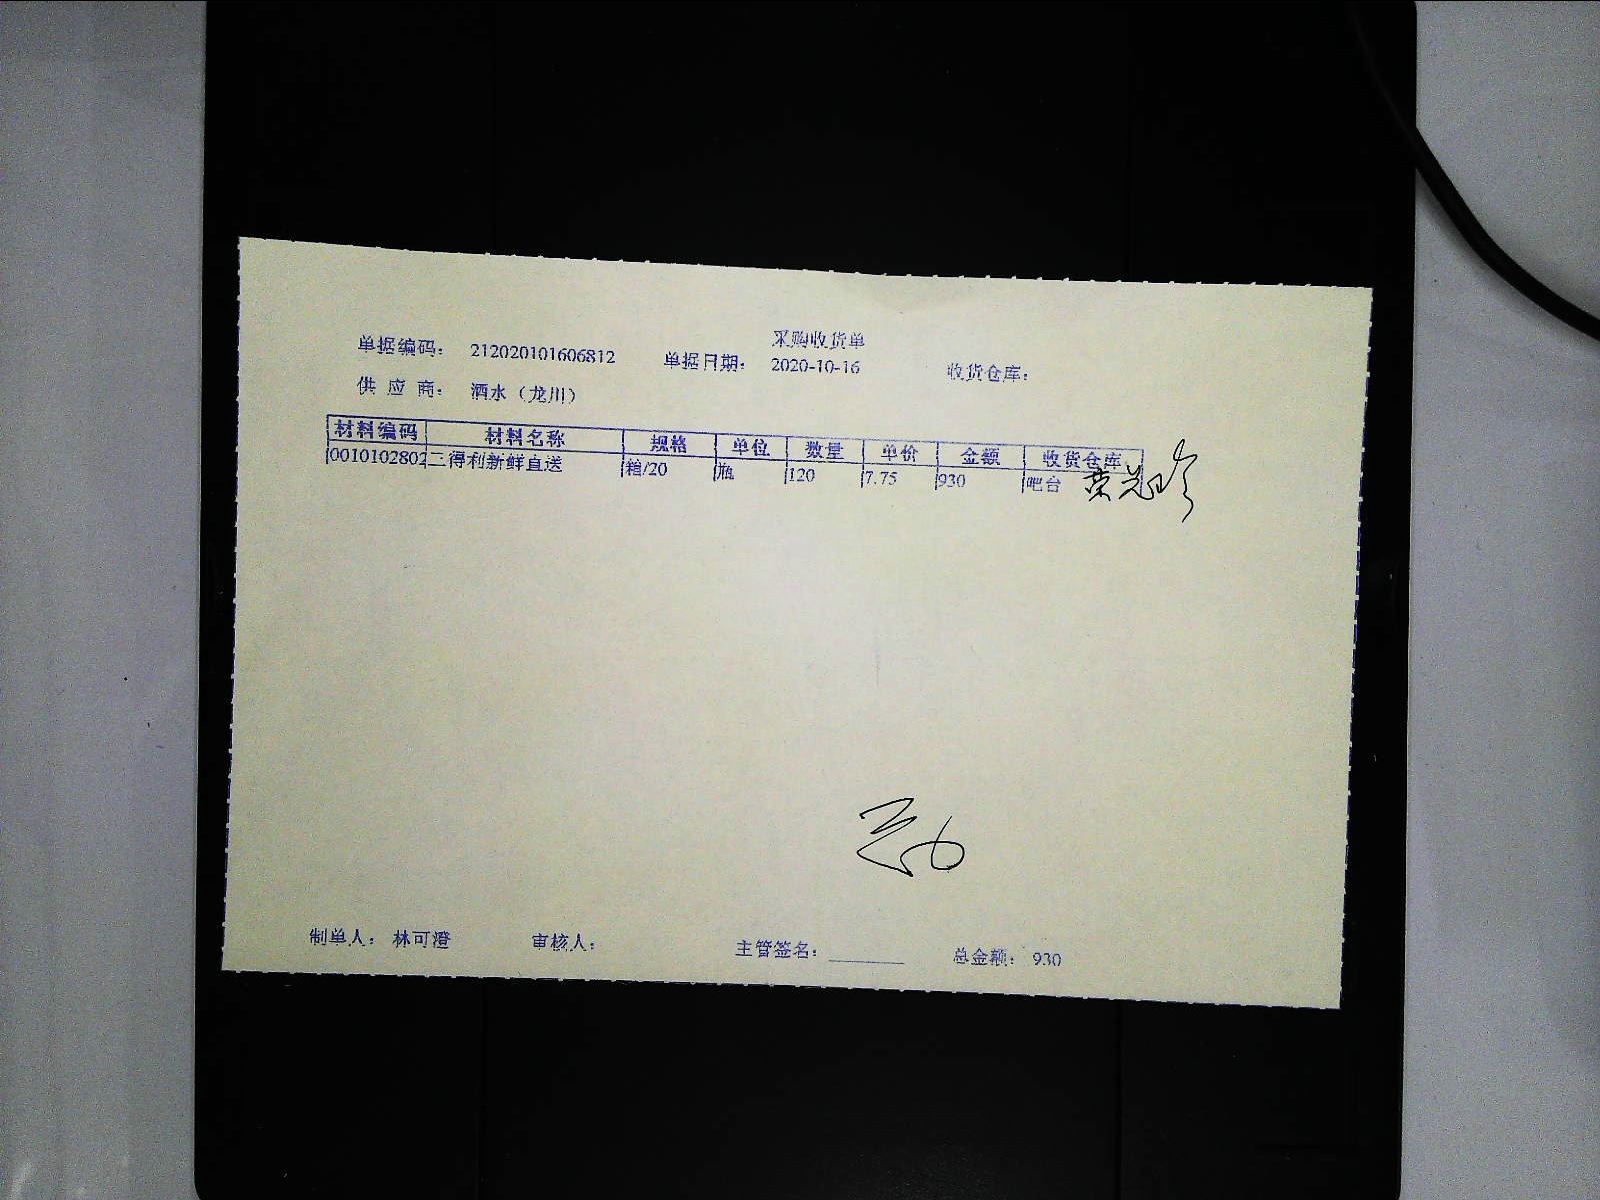 采购收货单
单据编码： 212020101606812 单据日期： 2020-10-16 收货仓库：
供应商： 酒水（龙川）
材料编码 材料名称 规格 单位 数量 单价 金额 收货仓库
0010102802 三得利新鲜直送 箱/20 瓶 120 7.75 930 吧台
制单人： 林可澄 审核人： 主管签名： 总金额： 930